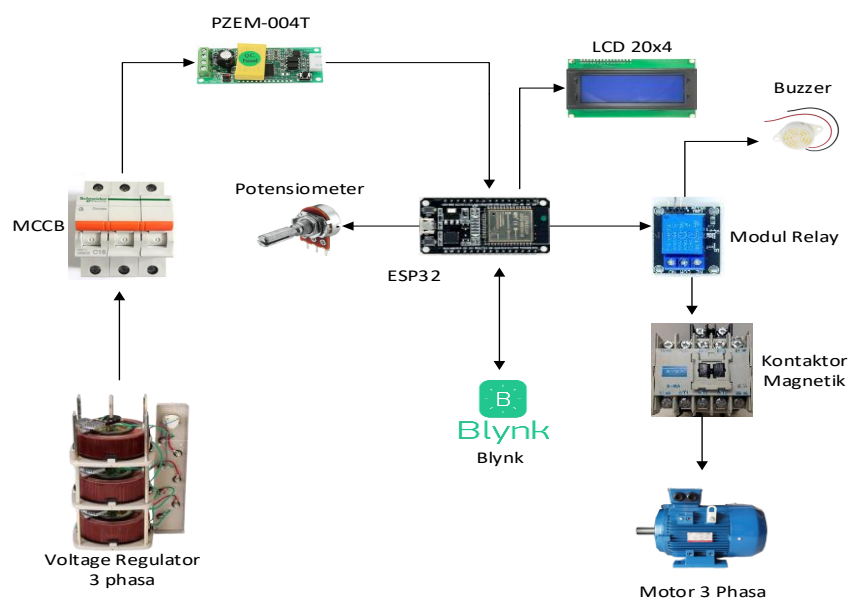 PZEM-004T
LCD 20x4
Buzzer
Potensiometer
MCCB
ESP32
Modul Relay
Kontaktor
Magnetik
B
Blynk
Blynk
Voltage Regulator
3 phasa
Motor 3 Phasa